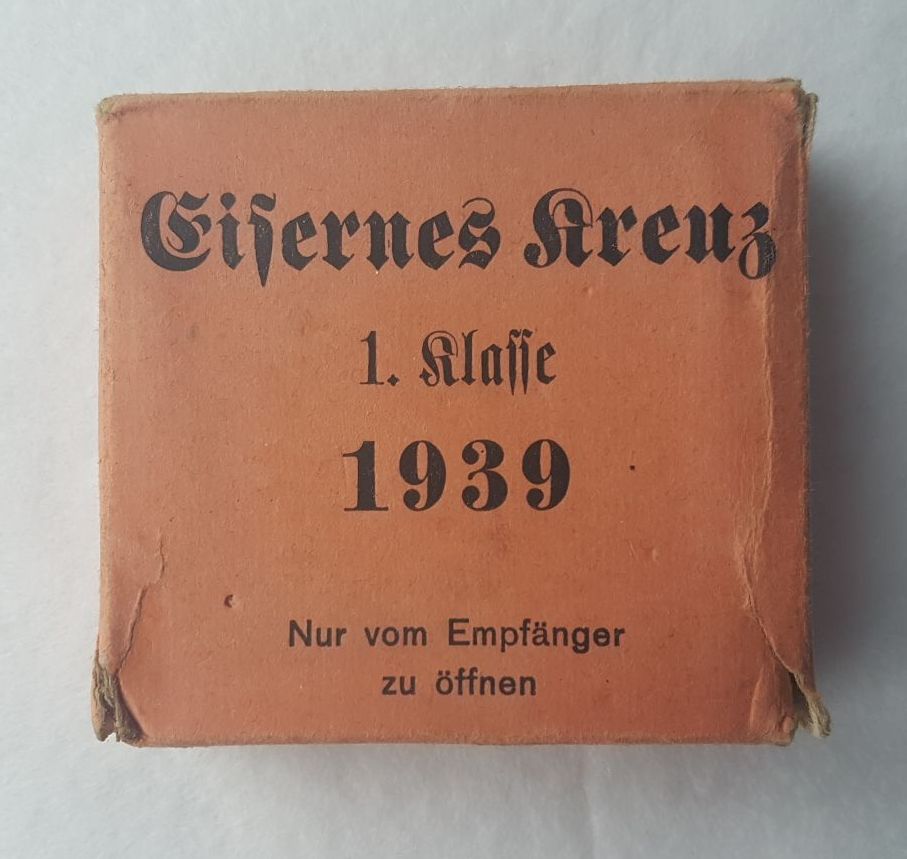 Eiſernes Kreuz
1. Klaſſe
1939
Nur vom Empfänger
zu öffnen